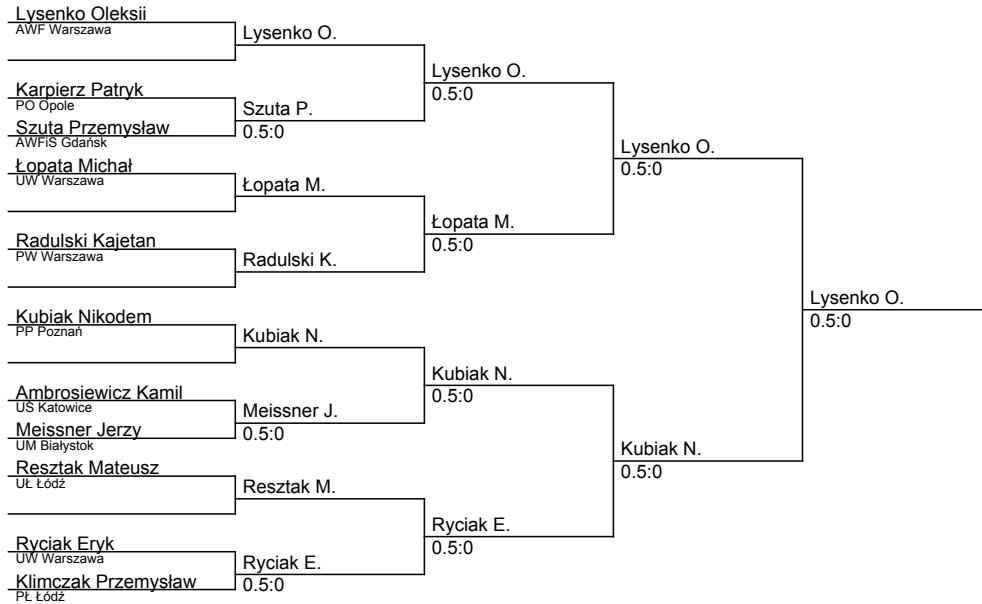 Lysenko Oleksii
AWF Warszawa
Lysenko O.
Lysenko O.
0.5:0
Karpierz Patryk
PO Opole
Szuta P.
0.5:0
Szuta Przemysław
AWFiS Gdańsk
Lysenko O.
0.5:0
Łopata Michał
UW Warszawa
Łopata M.
Łopata M.
0.5:0
Radulski Kajetan
PW Warszawa
Radulski K.
Lysenko O.
0.5:0
Kubiak Nikodem
PP Poznań
Kubiak N.
Kubiak N.
0.5:0
Ambrosiewicz Kamil
UŚ Katowice
Meissner J.
0.5:0
Meissner Jerzy
UM Białystok
Kubiak N.
0.5:0
Resztak Mateusz
UŁ Łódź
Resztak M.
Ryciak E.
0.5:0
Ryciak Eryk
UW Warszawa
Ryciak E.
0.5:0
Klimczak Przemysław
PŁ Łódź